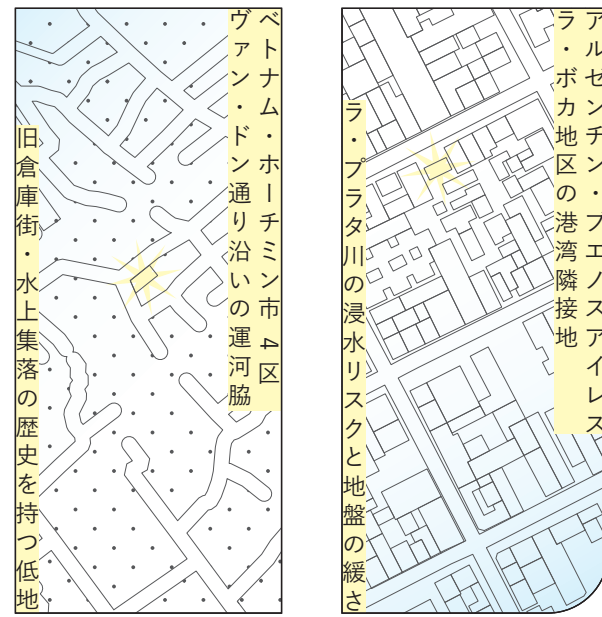 アルゼンチン・ブエノスアイレス
ラ・ボカ地区の港湾隣接地
ラ・プラタ川の浸水リスクと地盤の緩さ
ベトナム・ホーチミン市 4区
ヴァン・ドン通り沿いの運河脇
旧倉庫街・水上集落の歴史を持つ低地